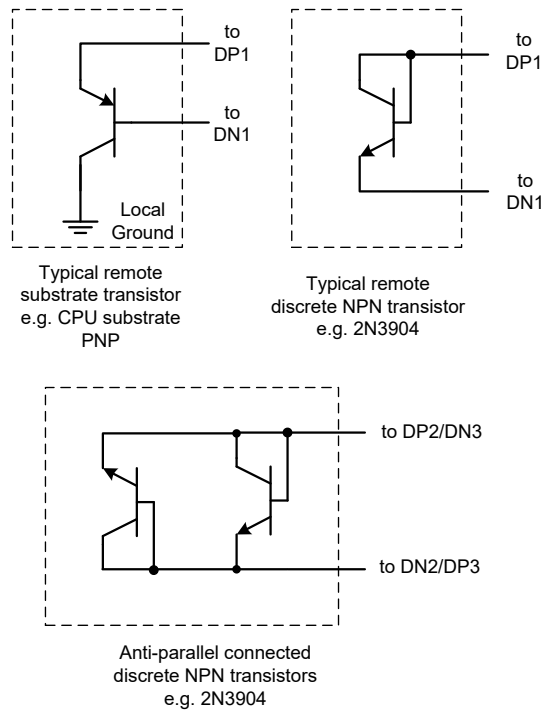 to
DP1
to
DN1
Local
Ground
Typical remote
substrate transistor
e.g. CPU substrate
PNP
to
DP1
to
DN1
Typical remote
discrete NPN transistor
e.g. 2N3904
to DP2/DN3
to DN2/DP3
Anti-parallel connected
discrete NPN transistors
e.g. 2N3904